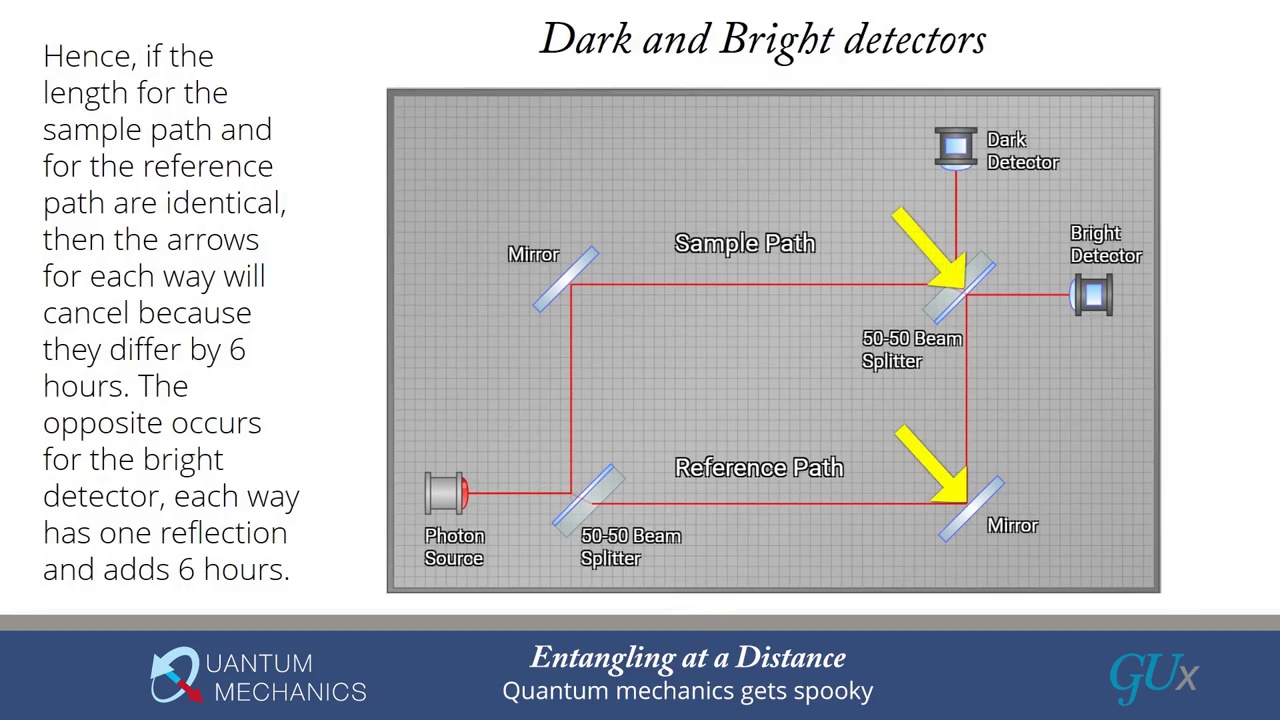 Dark and Bright detectors
Hence, if the
length for the
sample path and
for the reference
path are identical,
then the arrows
for each way will
cancel because
they differ by 6
hours. The
opposite occurs
for the bright
detector, each way
has one reflection
and adds 6 hours.
Dark
Detector
Bright
Detector
Sample Path
Mirror
50-50 Beam
Splitter
Reference Path
Mirror
Photon
Source
50-50 Beam
Splitter
QUANTUM
MECHANICS
Entangling at a Distance
Quantum mechanics gets spooky
GUx